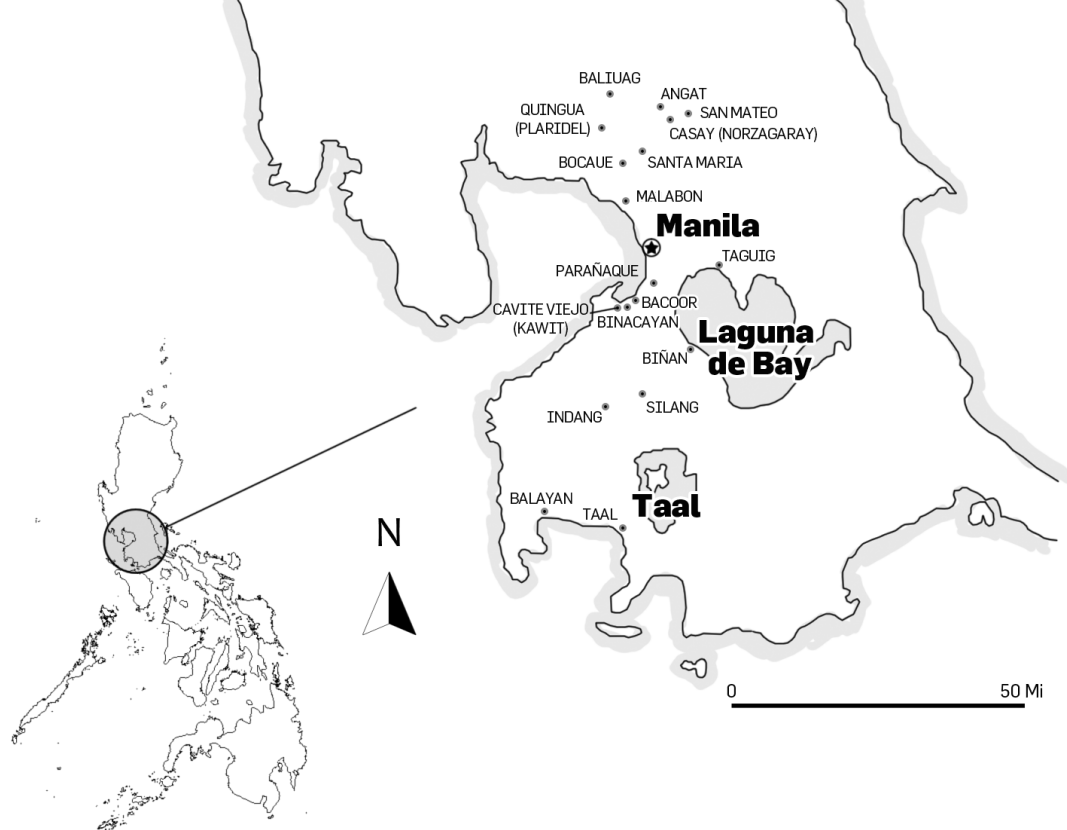 BALIUAG
ANGAT
QUINGUA
(PLARIDEL)
SAN MATEO
CASAY (NORZAGARAY)
BOCAUE
SANTA MARIA
MALABON
Manila
TAGUIG
PARAÑAQUE
BACOOR
CAVITE VIEJO
(KAWIT)
BINACAYAN
Laguna
de Bay
BIÑAN
SILANG
INDANG
BALAYAN
Taal
TAAL
N
0
50 Mi